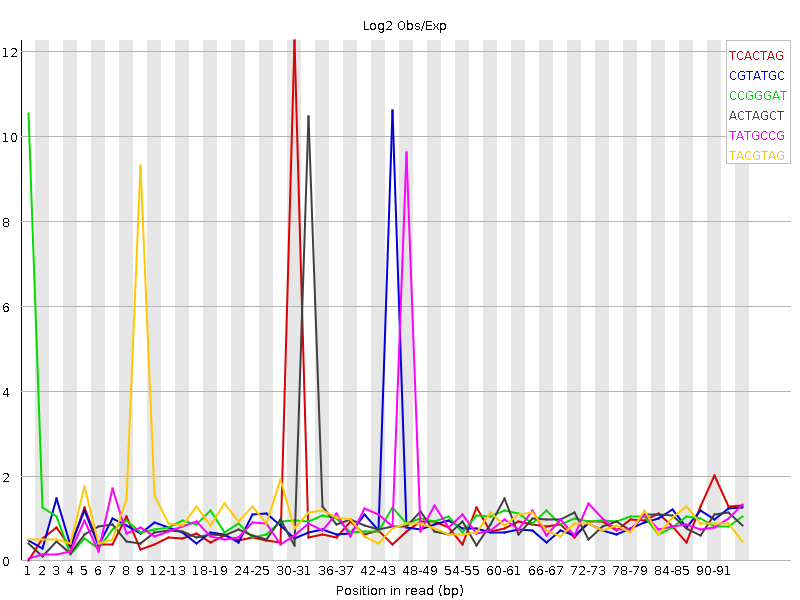 Log2 Obs/Exp
12
10
8
6
4
2
0
TCACTAG
CGTATGC
CCGGGAT
ACTAGCT
TATGCCG
TACGTAG
1 2 3 4 5 6 7 8 9 12-13 18-19 24-25 30-31 36-37 42-43 48-49 54-55 60-61 66-67 72-73 78-79 84-85 90-91
Position in read (bp)